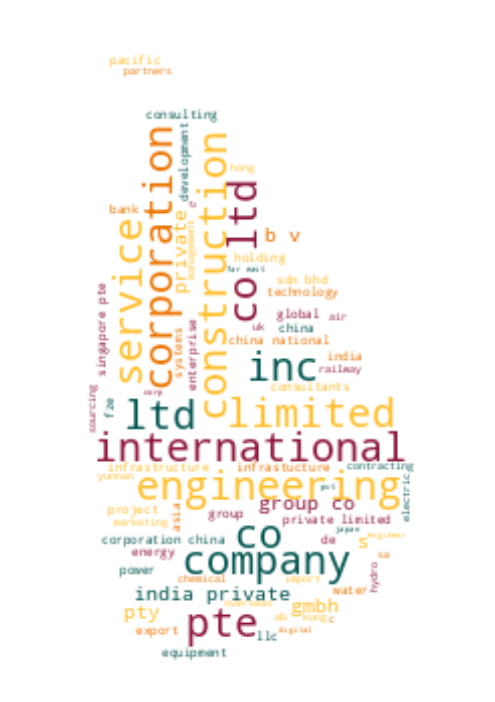 pacific
partners
consulting
corporation
development
construction
hong
co ltd
c
bank
service
private
management
b v
holding
far east
sdn bhd
technology
singapore pte
global
air
uk
china
china national
systems
enterprise
inc
india
railway
consultants
corp
sourcing
fze
ltd
limited
international
infrastructure
infrastucture
contracting
yunnan
engineering
pvt
electric
group co
project
marketing
asia
group
private limited
japan
co
corporation china
de
s
engineer
energy
company
sa
power
chemical
import
hydro
india private
water
overseas
pty
gmbh
pte
ab
kong
c
export
llc
digital
equipment